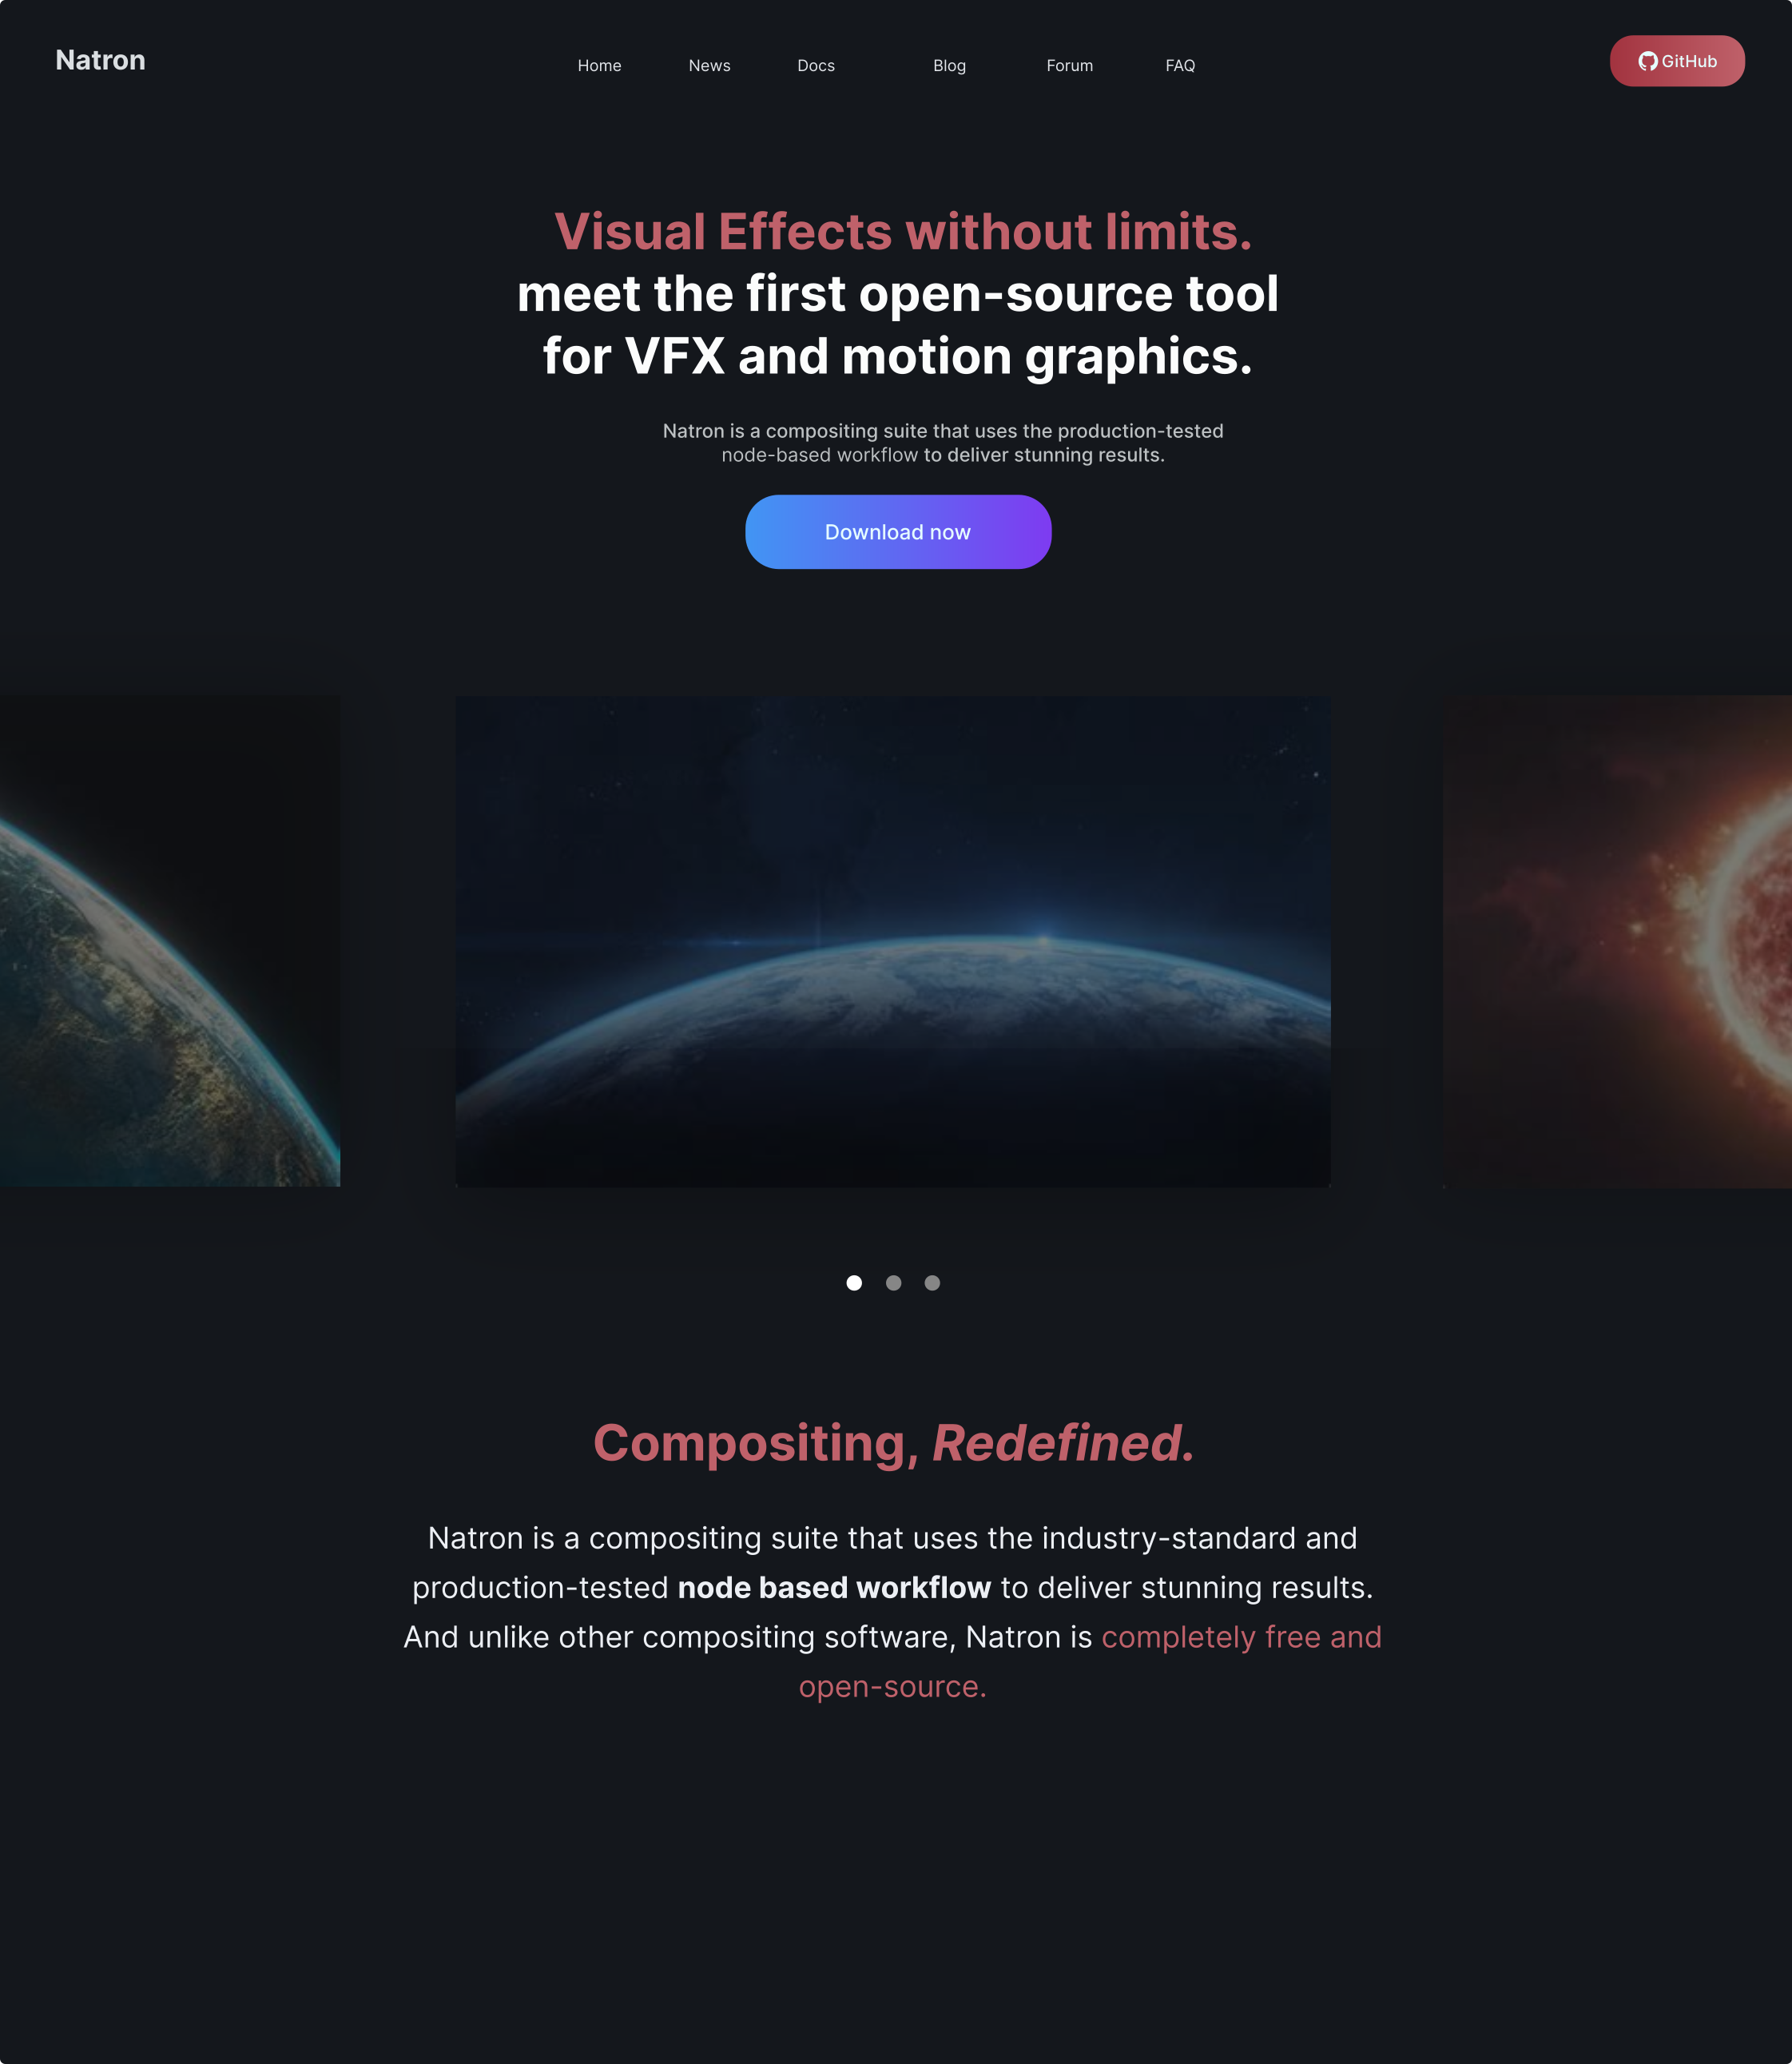 Natron
Home News Docs Blog Forum FAQ
GitHub
Visual Effects without limits.
meet the first open-source tool
for VFX and motion graphics.
Natron is a compositing suite that uses the production-tested
node-based workflow to deliver stunning results.
Download now
Compositing, Redefined.
Natron is a compositing suite that uses the industry-standard and
production-tested node based workflow to deliver stunning results.
And unlike other compositing software, Natron is completely free and
open-source.